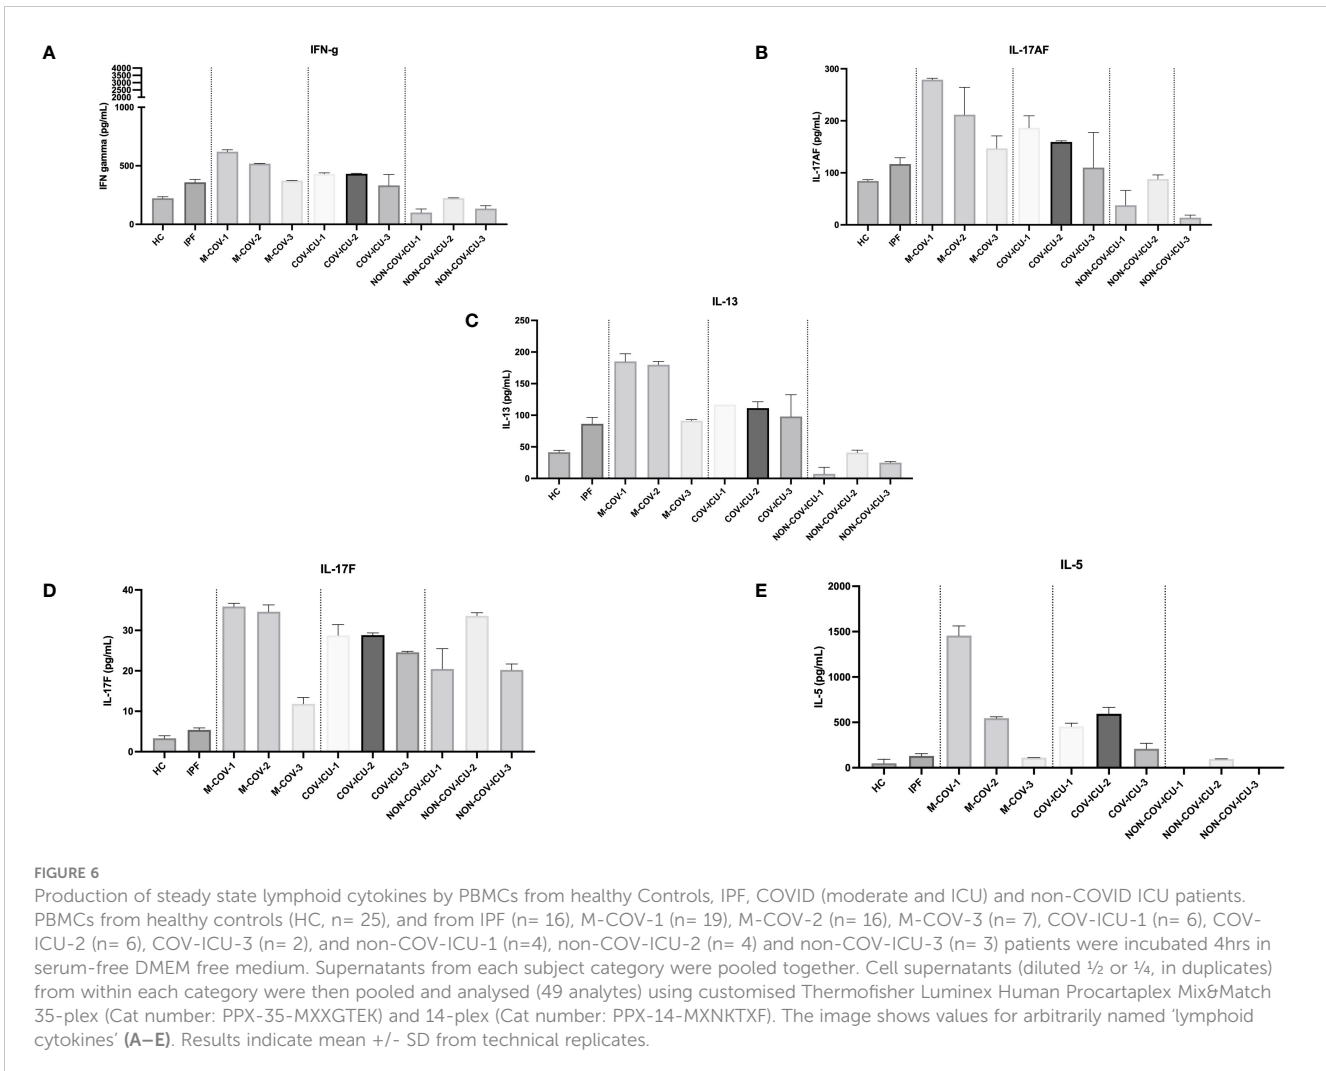 A
IFN-g
IFN gamma (pg/mL)
4000
3500
3000
2500
2000
1000
500
0
HC
IPF
M-COV-1
M-COV-2
M-COV-3
COV-ICU-1
COV-ICU-2
COV-ICU-3
NON-COV-ICU-1
NON-COV-ICU-2
NON-COV-ICU-3
B
IL-17AF
IL-17AF (pg/mL)
300
200
100
0
HC
IPF
M-COV-1
M-COV-2
M-COV-3
COV-ICU-1
COV-ICU-2
COV-ICU-3
NON-COV-ICU-1
NON-COV-ICU-2
NON-COV-ICU-3
C
IL-13
IL-13 (pg/mL)
250
200
150
100
50
0
HC
IPF
M-COV-1
M-COV-2
M-COV-3
COV-ICU-1
COV-ICU-2
COV-ICU-3
NON-COV-ICU-1
NON-COV-ICU-2
NON-COV-ICU-3
D
IL-17F
IL-17F (pg/mL)
40
30
20
10
0
HC
IPF
M-COV-1
M-COV-2
M-COV-3
COV-ICU-1
COV-ICU-2
COV-ICU-3
NON-COV-ICU-1
NON-COV-ICU-2
NON-COV-ICU-3
E
IL-5
IL-5 (pg/mL)
2000
1500
1000
500
0
HC
IPF
M-COV-1
M-COV-2
M-COV-3
COV-ICU-1
COV-ICU-2
COV-ICU-3
NON-COV-ICU-1
NON-COV-ICU-2
NON-COV-ICU-3
FIGURE 6
Production of steady state lymphoid cytokines by PBMCs from healthy Controls, IPF, COVID (moderate and ICU) and non-COVID ICU patients.
PBMCs from healthy controls (HC, n= 25), and from IPF (n= 16), M-COV-1 (n= 19), M-COV-2 (n= 16), M-COV-3 (n= 7), COV-ICU-1 (n= 6), COV-
ICU-2 (n= 6), COV-ICU-3 (n= 2), and non-COV-ICU-1 (n=4), non-COV-ICU-2 (n= 4) and non-COV-ICU-3 (n= 3) patients were incubated 4hrs in
serum-free DMEM free medium. Supernatants from each subject category were pooled together. Cell supernatants (diluted ½ or ¼, in duplicates)
from within each category were then pooled and analysed (49 analytes) using customised Thermofisher Luminex Human Procartaplex Mix&Match
35-plex (Cat number: PPX-35-MXXGTEK) and 14-plex (Cat number: PPX-14-MXNKTXF). The image shows values for arbitrarily named ‘lymphoid
cytokines’ (A–E). Results indicate mean +/- SD from technical replicates.